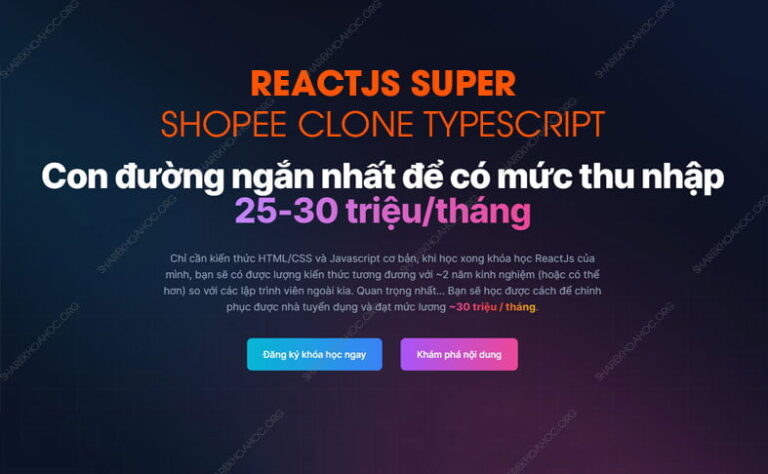 REACTJS SUPER
SHOPEE CLONE TYPESCRIPT
Con đường ngắn nhất để có mức thu nhập
25-30 triệu/tháng
Chỉ cần kiến thức HTML/CSS và Javascript cơ bản, khi học xong khóa học ReactJs của
mình, bạn sẽ có được lượng kiến thức tương đương với ~2 năm kinh nghiệm (hoặc có thể
hơn) so với các lập trình viên ngoài kia. Quan trọng nhất... Bạn sẽ học được cách để chinh
phục được nhà tuyển dụng và đạt mức lương ~30 triệu / tháng.
Đăng ký khóa học ngay
Khám phá nội dung
SHAREKHOAHOC.ORG